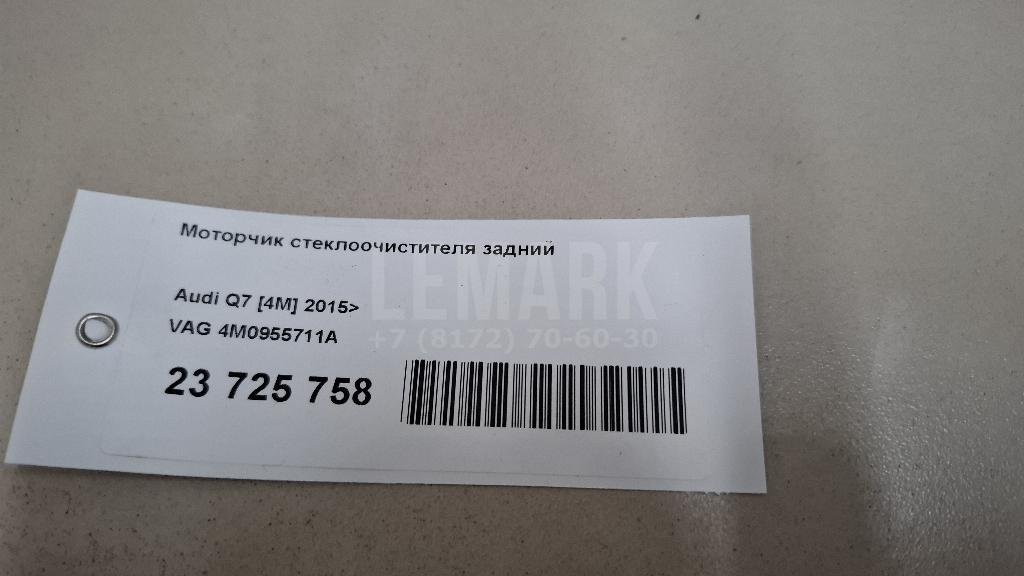 Моторчик стеклоочистителя задний
LEMARK
Audi Q7 [4M] 2015>
VAG 4M0955711A
+7 (8172) 70-60-30
23 725 758